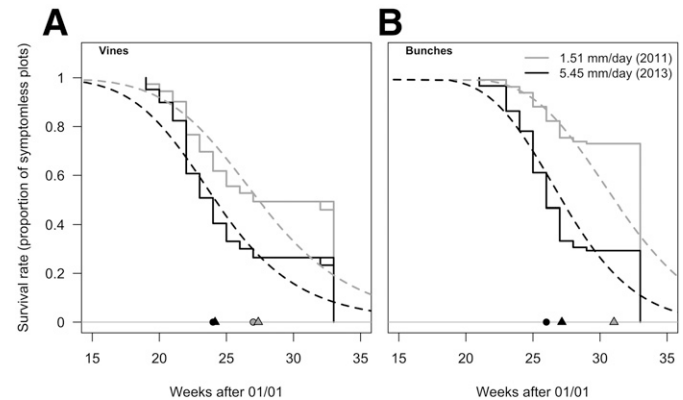 A
B
Vines
Bunches
1.51 mm/day (2011)
5.45 mm/day (2013)
Survival rate (proportion of symptomless plots)
1
0.8
0.6
0.4
0.2
0
15 20 25 30 35
15 20 25 30 35
Weeks after 01/01
Weeks after 01/01